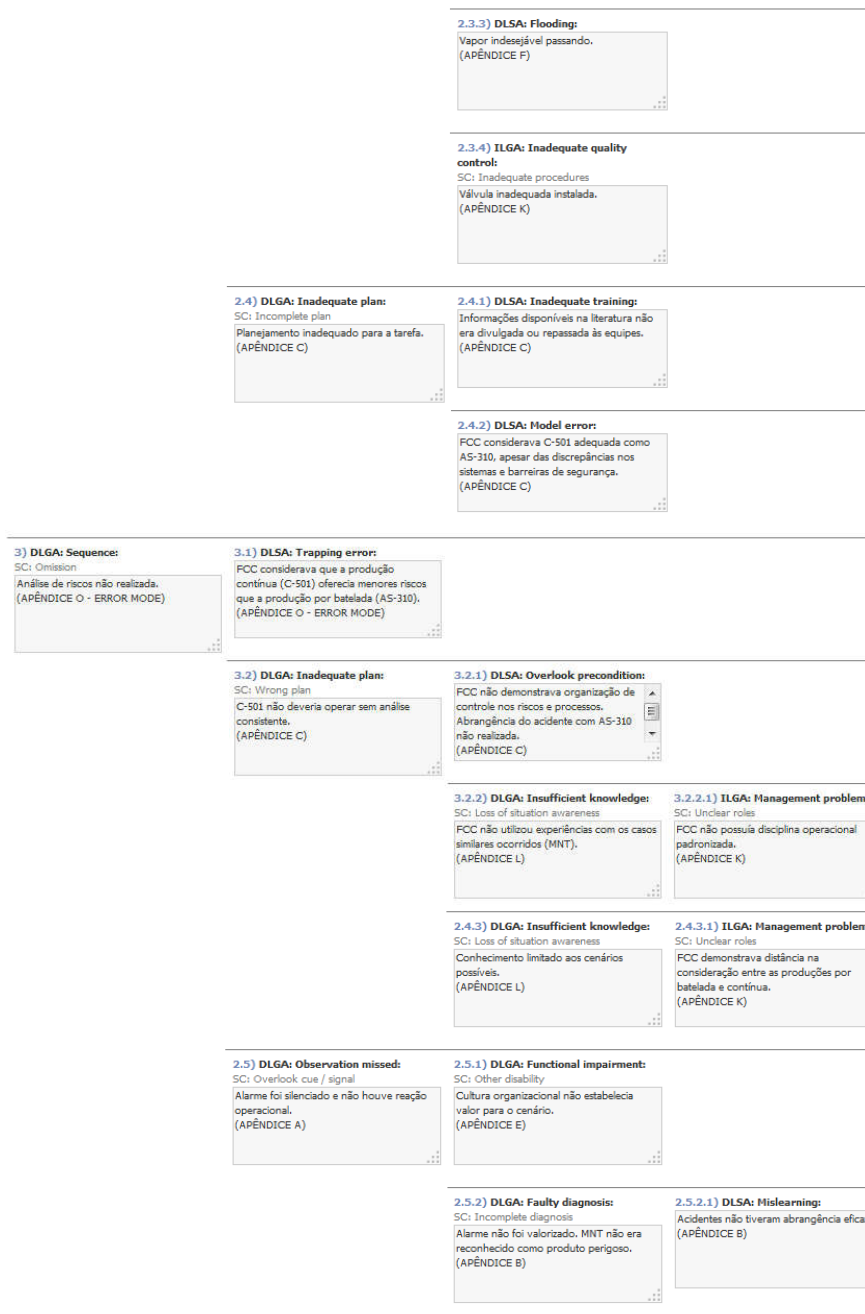 2.3.3) DLSA: Flooding:
Vapor indesejável passando.
(APÊNDICE F)
2.3.4) ILGA: Inadequate quality
control:
SC: Inadequate procedures
Válvula inadequada instalada.
(APÊNDICE K)
2.4) DLGA: Inadequate plan:
SC: Incomplete plan
Planejamento inadequado para a tarefa.
(APÊNDICE C)
2.4.1) DLSA: Inadequate training:
Informações disponíveis na literatura não
era divulgada ou repassada às equipes.
(APÊNDICE C)
2.4.2) DLSA: Model error:
FCC considerava C-501 adequada como
AS-310, apesar das discrepâncias nos
sistemas e barreiras de segurança.
(APÊNDICE C)
3) DLGA: Sequence:
SC: Omission
Análise de riscos não realizada.
(APÊNDICE O - ERROR MODE)
3.1) DLSA: Trapping error:
FCC considerava que a produção
contínua (C-501) oferecia menores riscos
que a produção por batelada (AS-310).
(APÊNDICE O - ERROR MODE)
3.2) DLGA: Inadequate plan:
SC: Wrong plan
C-501 não deveria operar sem análise
consistente.
(APÊNDICE C)
3.2.1) DLSA: Overlook precondition:
FCC não demonstrava organização de
controle nos riscos e processos.
Abrangência do acidente com AS-310
não realizada.
(APÊNDICE C)
3.2.2) DLGA: Insufficient knowledge:
SC: Loss of situation awareness
FCC não utilizou experiências com os casos
similares ocorridos (MNT).
(APÊNDICE L)
3.2.2.1) ILGA: Management problem
SC: Unclear roles
FCC não possuía disciplina operacional
padronizada.
(APÊNDICE K)
2.4.3) DLGA: Insufficient knowledge:
SC: Loss of situation awareness
Conhecimento limitado aos cenários
possíveis.
(APÊNDICE L)
2.4.3.1) ILGA: Management problem
SC: Unclear roles
FCC demonstrava distância na
consideração entre as produções por
batelada e contínua.
(APÊNDICE K)
2.5) DLGA: Observation missed:
SC: Overlook cue / signal
Alarme foi silenciado e não houve reação
operacional.
(APÊNDICE A)
2.5.1) DLGA: Functional impairment:
SC: Other disability
Cultura organizacional não estabelecia
valor para o cenário.
(APÊNDICE E)
2.5.2) DLGA: Faulty diagnosis:
SC: Incomplete diagnosis
Alarme não foi valorizado. MNT não era
reconhecido como produto perigoso.
(APÊNDICE B)
2.5.2.1) DLSA: Mislearning:
Acidentes não tiveram abrangência efica
(APÊNDICE B)